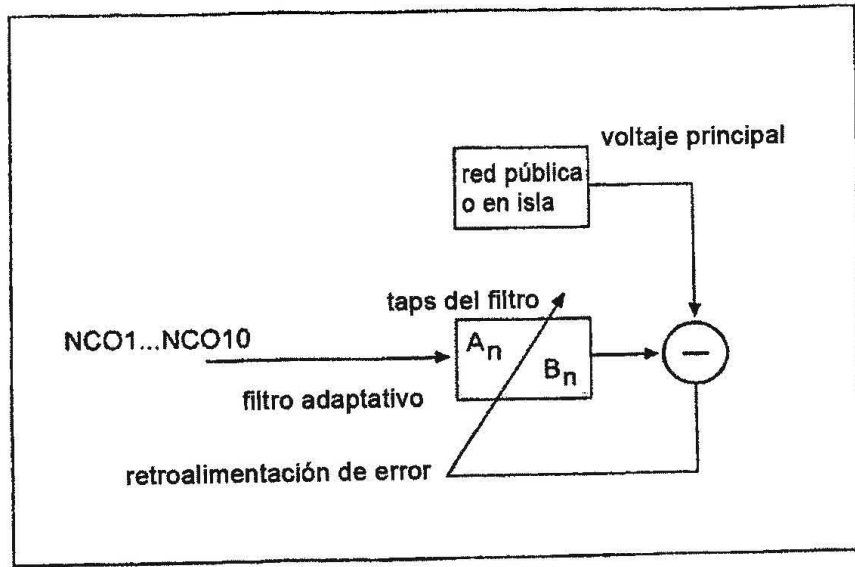 voltaje principal
red pública
o en isla
taps del filtro
NCO1...NCO10
An
Bn
filtro adaptativo
retroalimentación de error